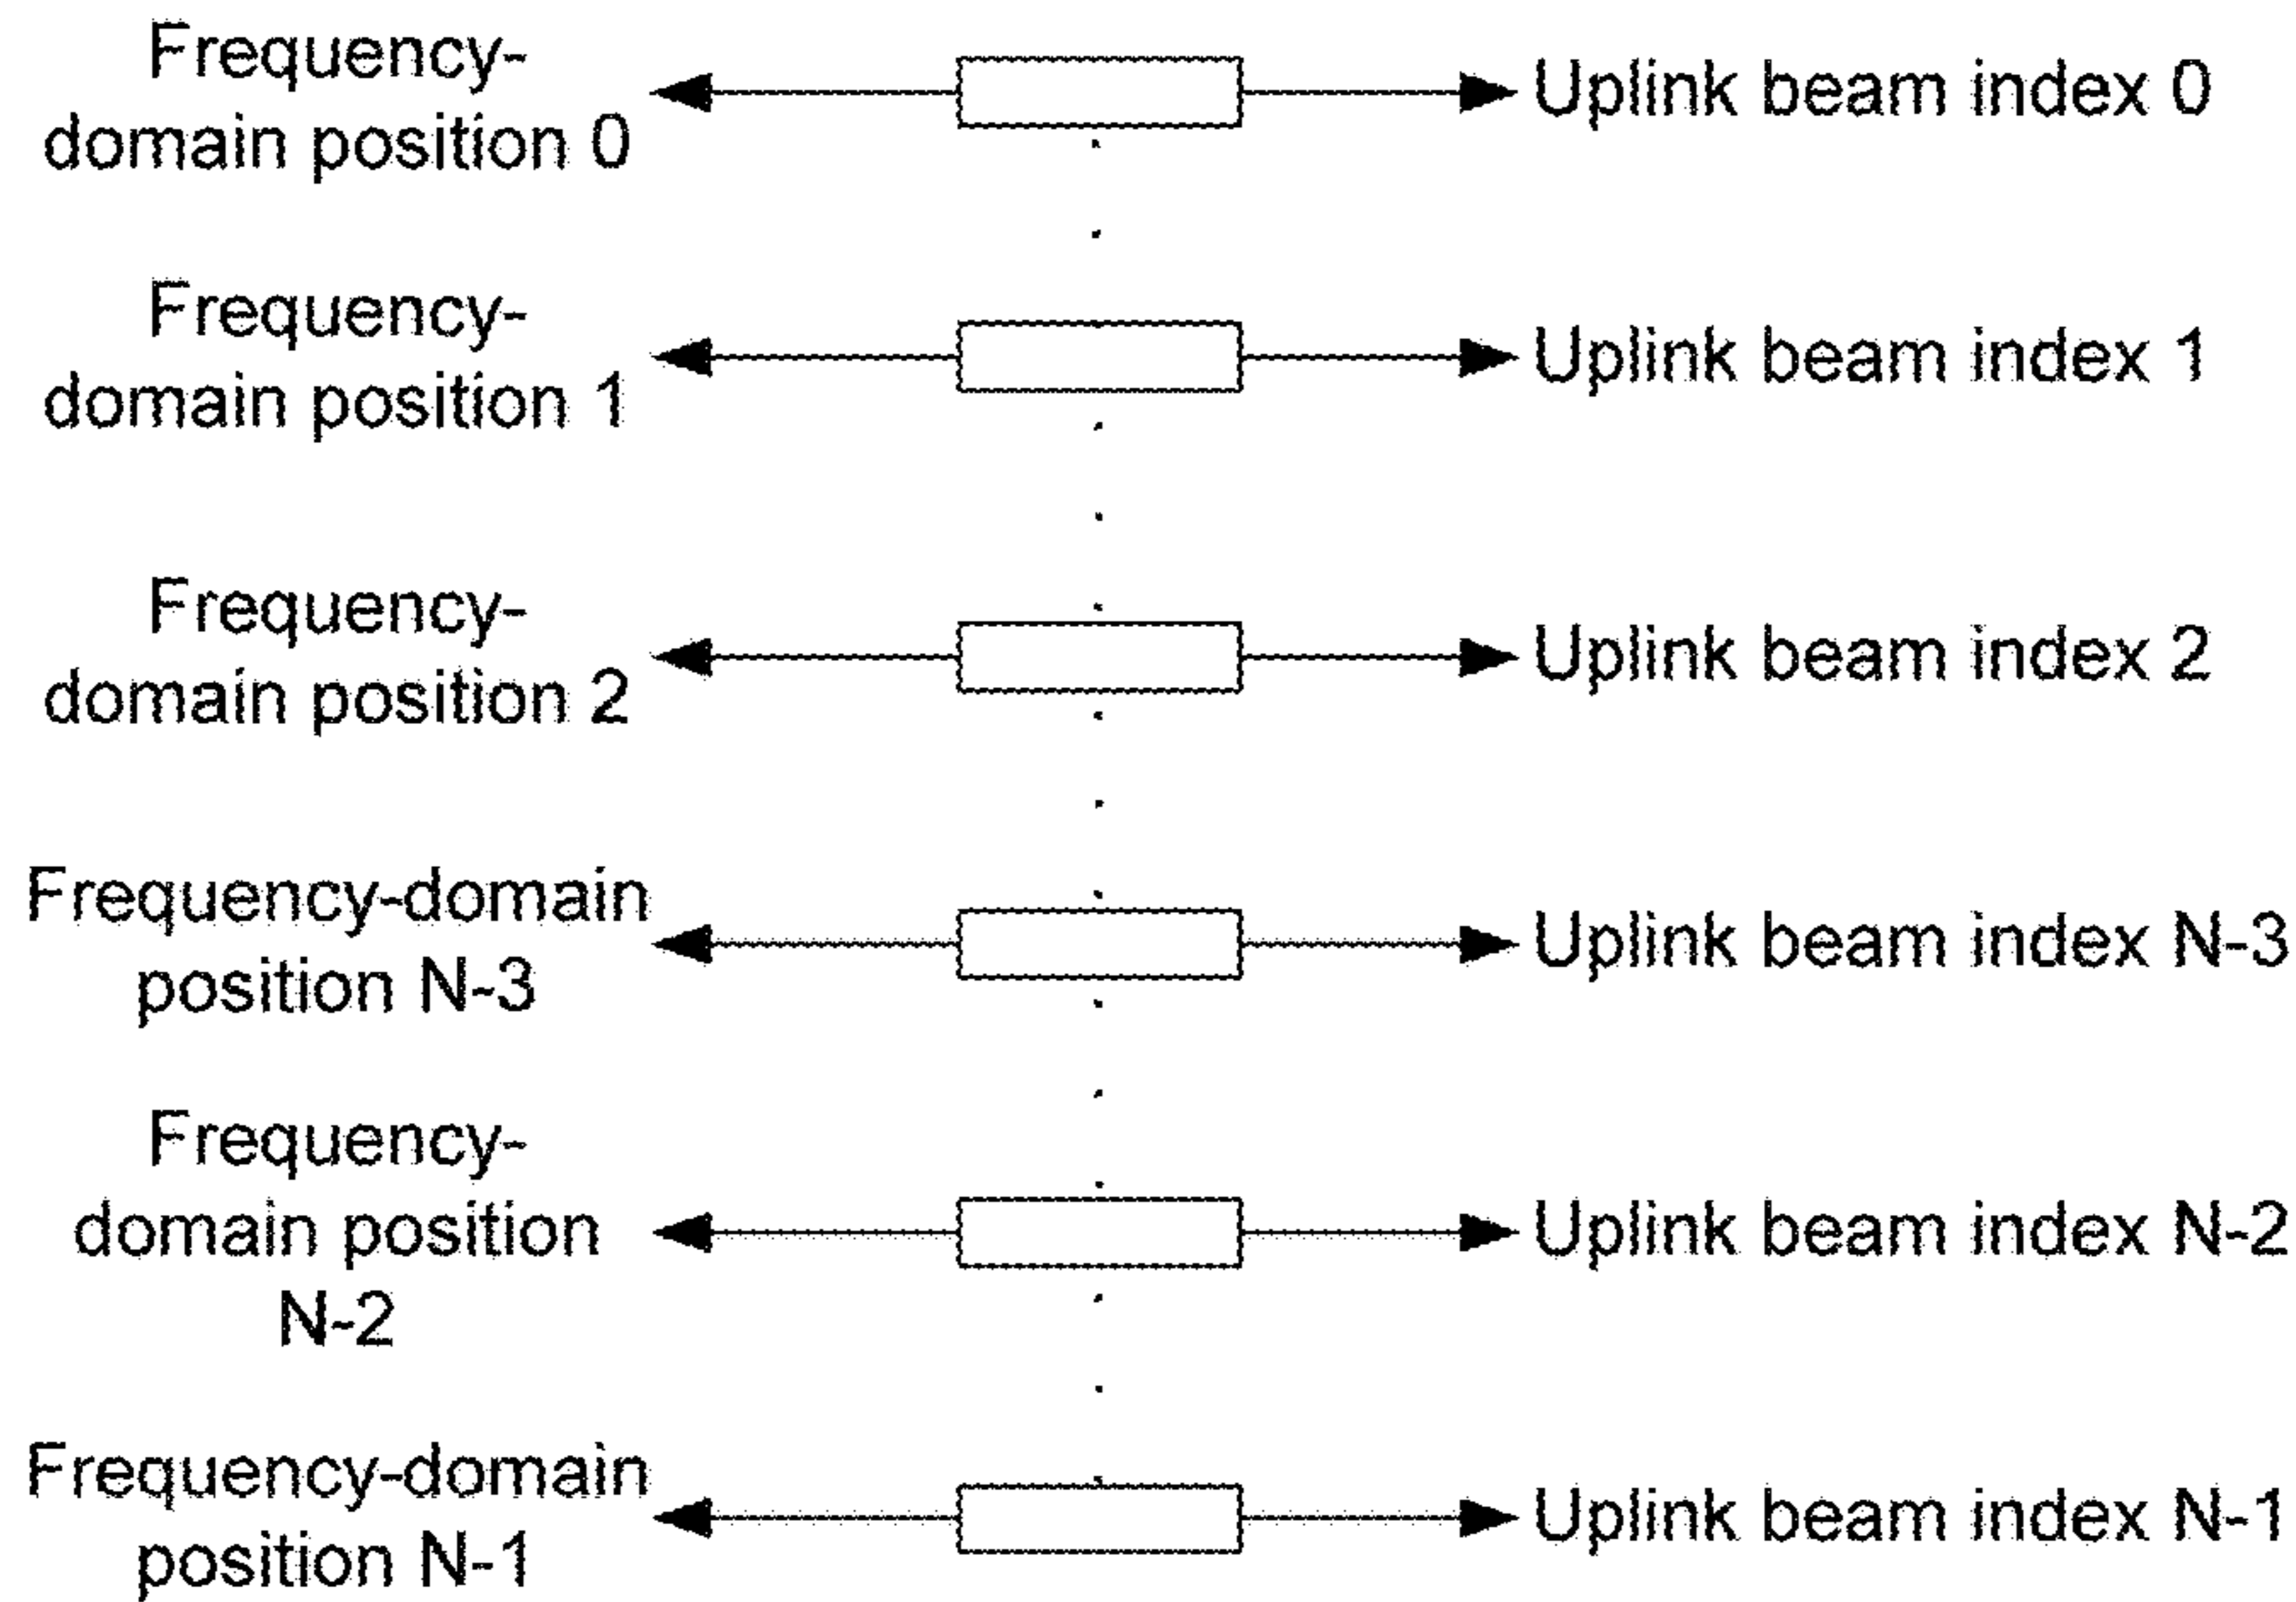 Frequency-
domain position 0
Uplink beam index 0
Frequency-
domain position 1
Uplink beam index 1
Frequency-
domain position 2
Uplink beam index 2
Frequency-domain
position N-3
Uplink beam index N-3
Frequency-
domain position
N-2
Uplink beam index N-2
Frequency-domain
position N-1
Uplink beam index N-1